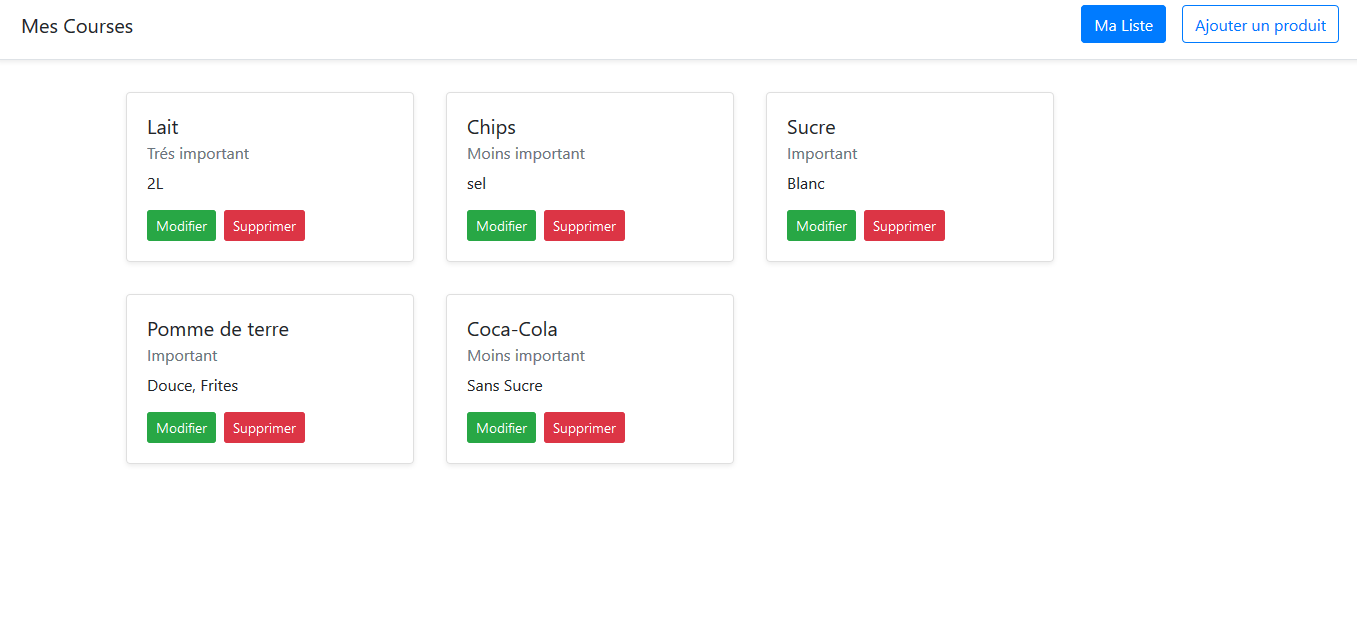 Mes Courses
Ma Liste
Ajouter un produit
Lait
Trés important
2L
Modifier Supprimer
Chips
Moins important
sel
Modifier Supprimer
Sucre
Important
Blanc
Modifier Supprimer
Pomme de terre
Important
Douce, Frites
Modifier Supprimer
Coca-Cola
Moins important
Sans Sucre
Modifier Supprimer